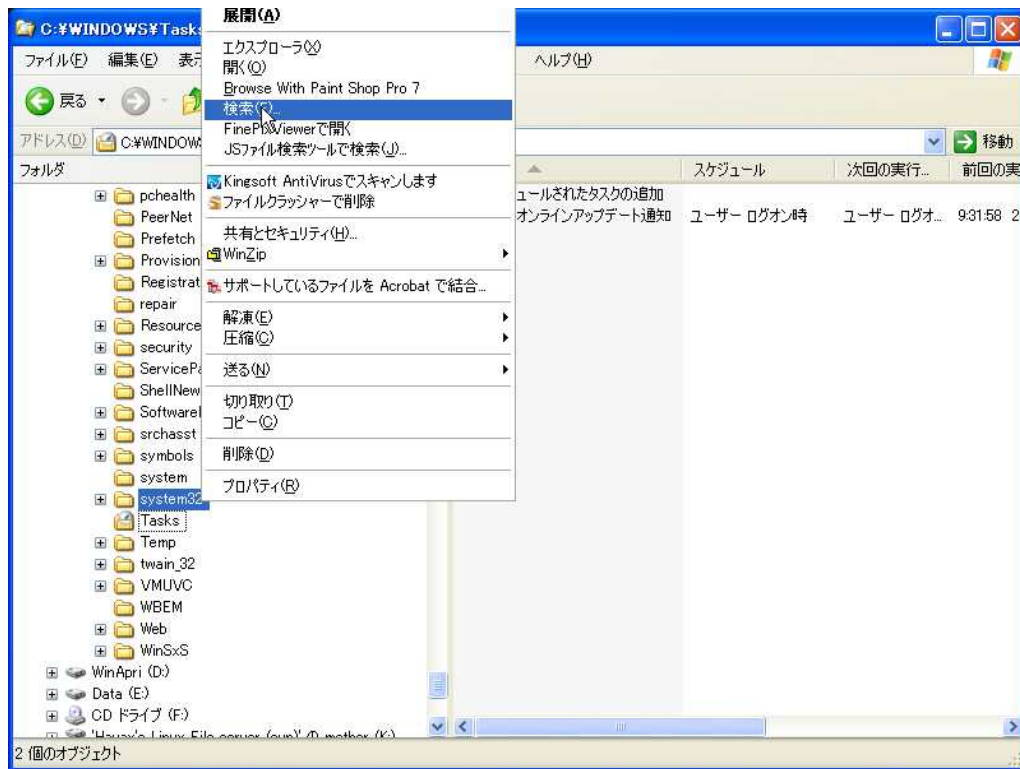 C:¥WINDOWS¥Tasks
ファイル(F) 編集(E) 表示 ヘルプ(H)
戻る
アドレス(D) C:¥WINDOWS 移動
フォルダ
スケジュール 次回の実行... 前回の実
pchealth
PeerNet
Prefetch
Provision
Registrat
repair
Resource
security
ServicePa
ShellNew
Software
srchasst
symbols
system
system32
Tasks
Temp
twain_32
VMUVC
WBEM
Web
WinSxS
WinApri (D:)
Data (E:)
CD ドライブ (F:)
展開(A)
エクスプローラ(X)
開く(O)
Browse With Paint Shop Pro 7
検索(E)...
FinePixViewerで開く
JSファイル検索ツールで検索(J)...
Kingsoft AntiVirusでスキャンします
ファイルクラッシャーで削除
共有とセキュリティ(H)...
WinZip
サポートしているファイルを Acrobat で結合...
解凍(E)
圧縮(C)
送る(N)
切り取り(T)
コピー(C)
削除(D)
プロパティ(R)
ュールされたタスクの追加
オンラインアップデート通知 ユーザー ログオン時 ユーザー ログオ... 9:31:58 2
2 個のオブジェクト